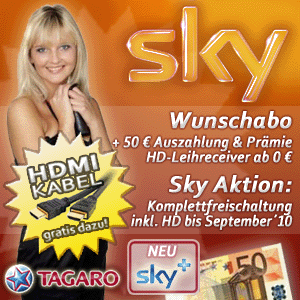 sky
Wunschabo
+ 50 € Auszahlung & Prämie
HD-Leihreceiver ab 0 €
Sky Aktion:
Komplettfreischaltung
inkl. HD bis September´10
HDMI
KABEL
gratis dazu!
TAGARO
NEU
sky+
50